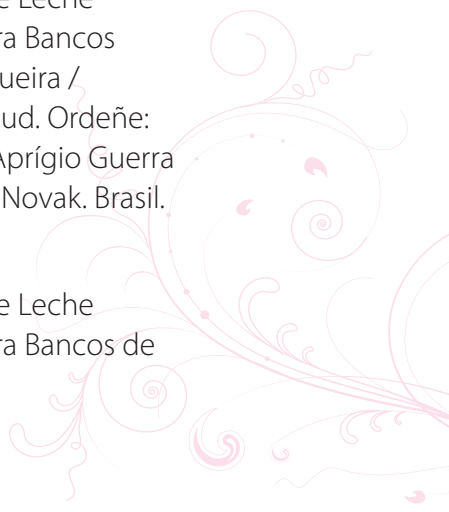 e Leche
ra Bancos
ueira /
ud. Ordeñe:
Aprígio Guerra
Novak. Brasil.
e Leche
ra Bancos de